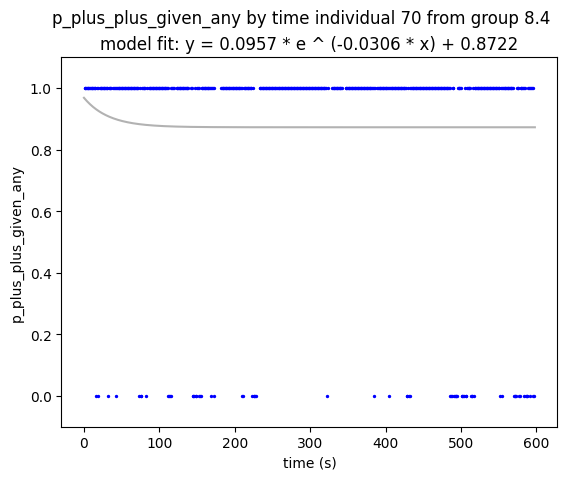 p_plus_plus_given_any by time individual 70 from group 8.4
model fit: y = 0.0957 * e ^ (-0.0306 * x) + 0.8722
1.0
0.8
0.6
0.4
0.2
0.0
p_plus_plus_given_any
0 100 200 300 400 500 600
time (s)